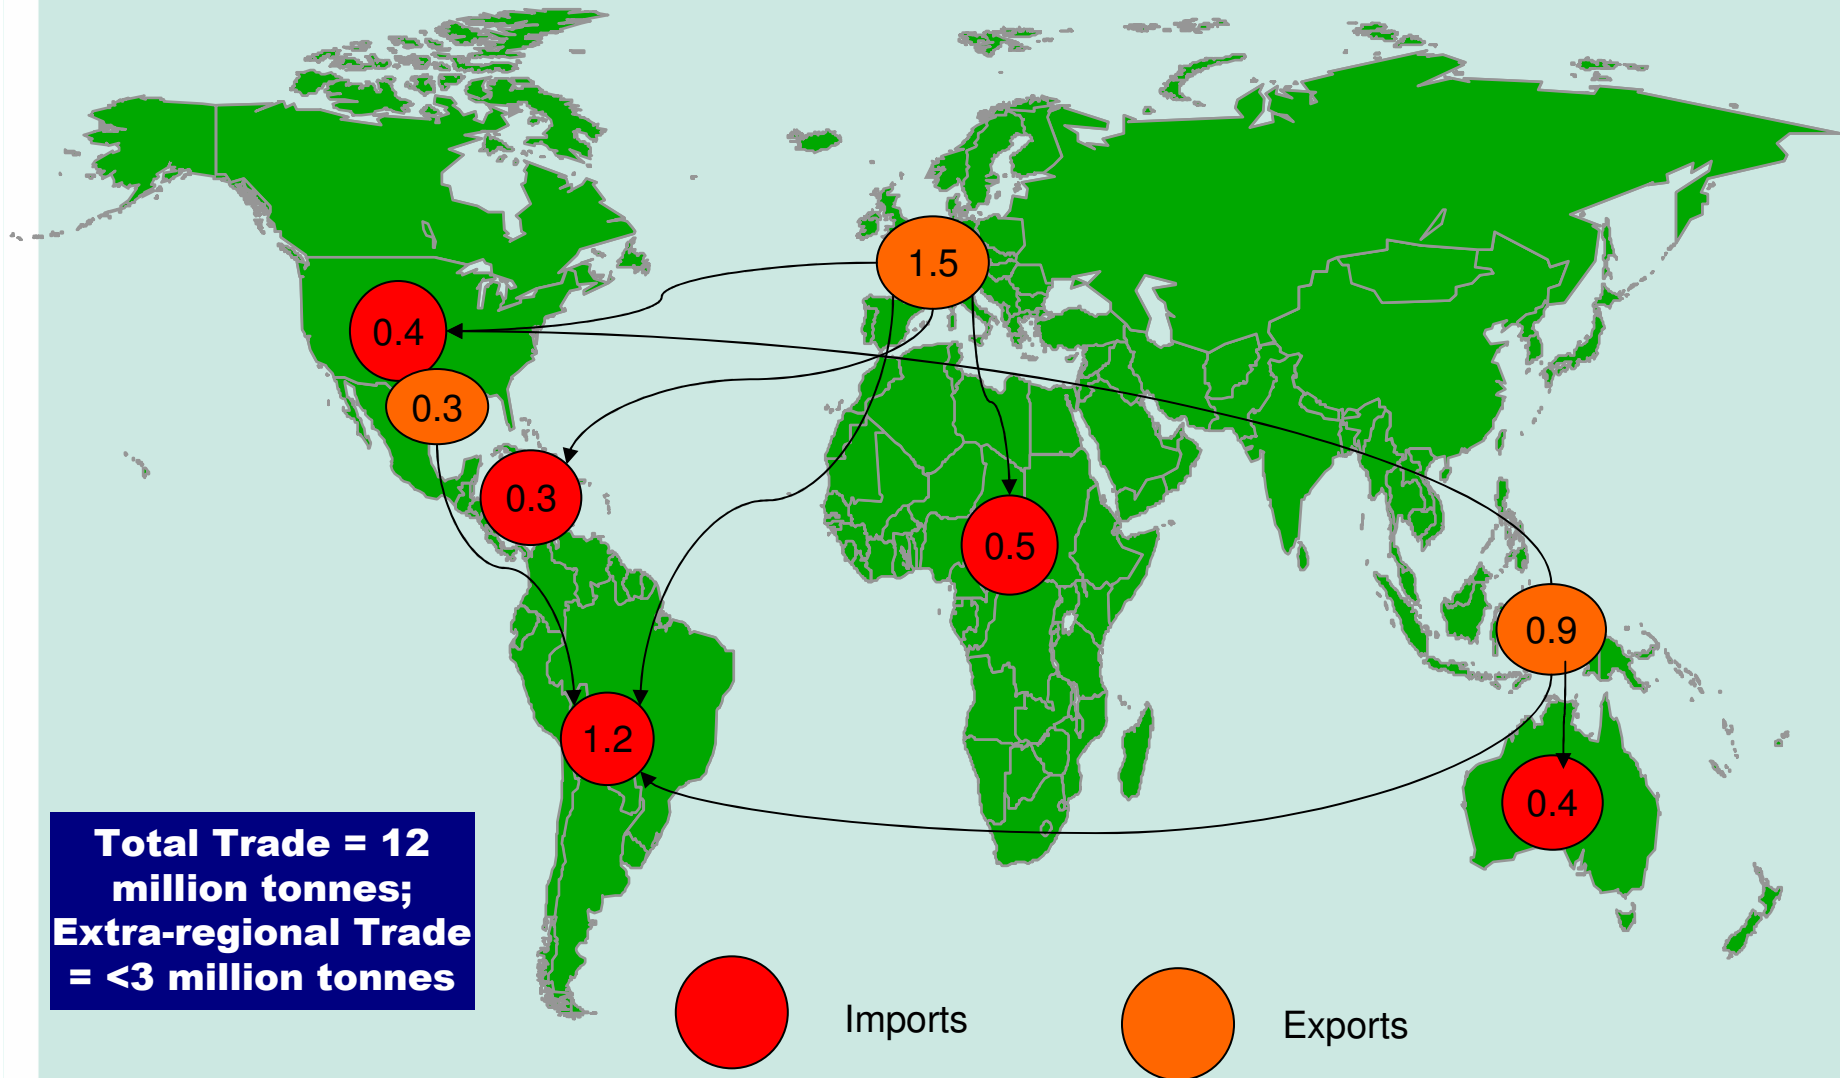 1.5
0.4
0.3
0.3
0.5
0.9
1.2
0.4
Total Trade = 12
million tonnes;
Extra-regional Trade
= <3 million tonnes
Imports
Exports